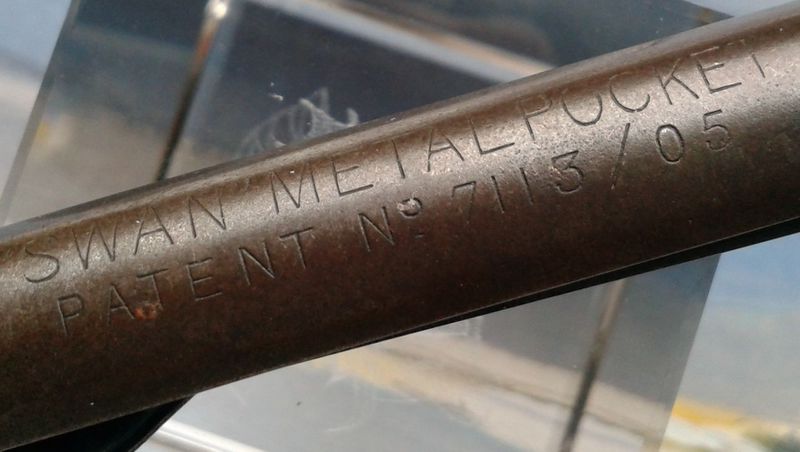 "SWAN" METAL POCKET
PATENT Nº 7113/05